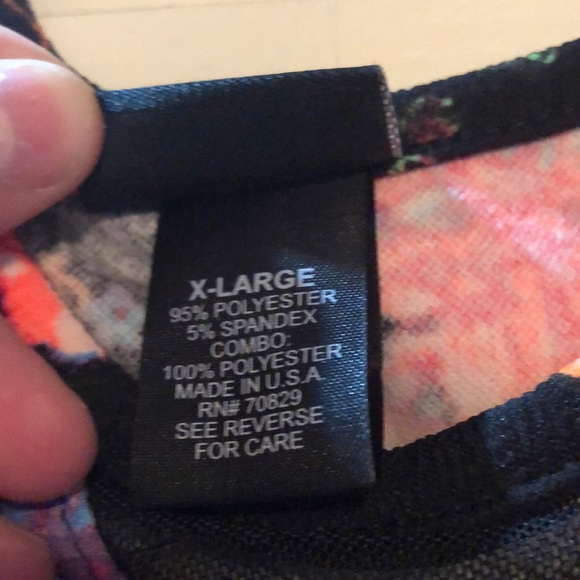 X-LARGE
95% POLYESTER
5% SPANDEX
COMBO:
100% POLYESTER
MADE IN U.S.A.
RN# 70829
SEE REVERSE
FOR CARE